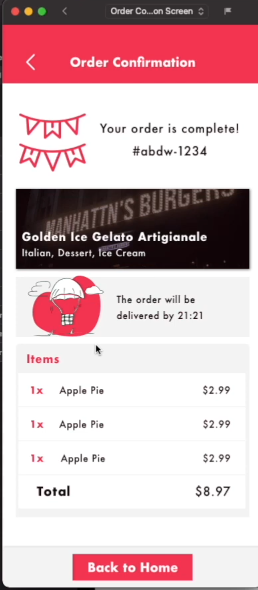 Order Co...on Screen
Order Confirmation
Your order is complete!
#abdw-1234
MANHATTN'S BURGERS
Golden Ice Gelato Artigianale
Italian, Dessert, Ice Cream
The order will be
delivered by 21:21
Items
1x Apple Pie $2.99
1x Apple Pie $2.99
1x Apple Pie $2.99
Total $8.97
Back to Home